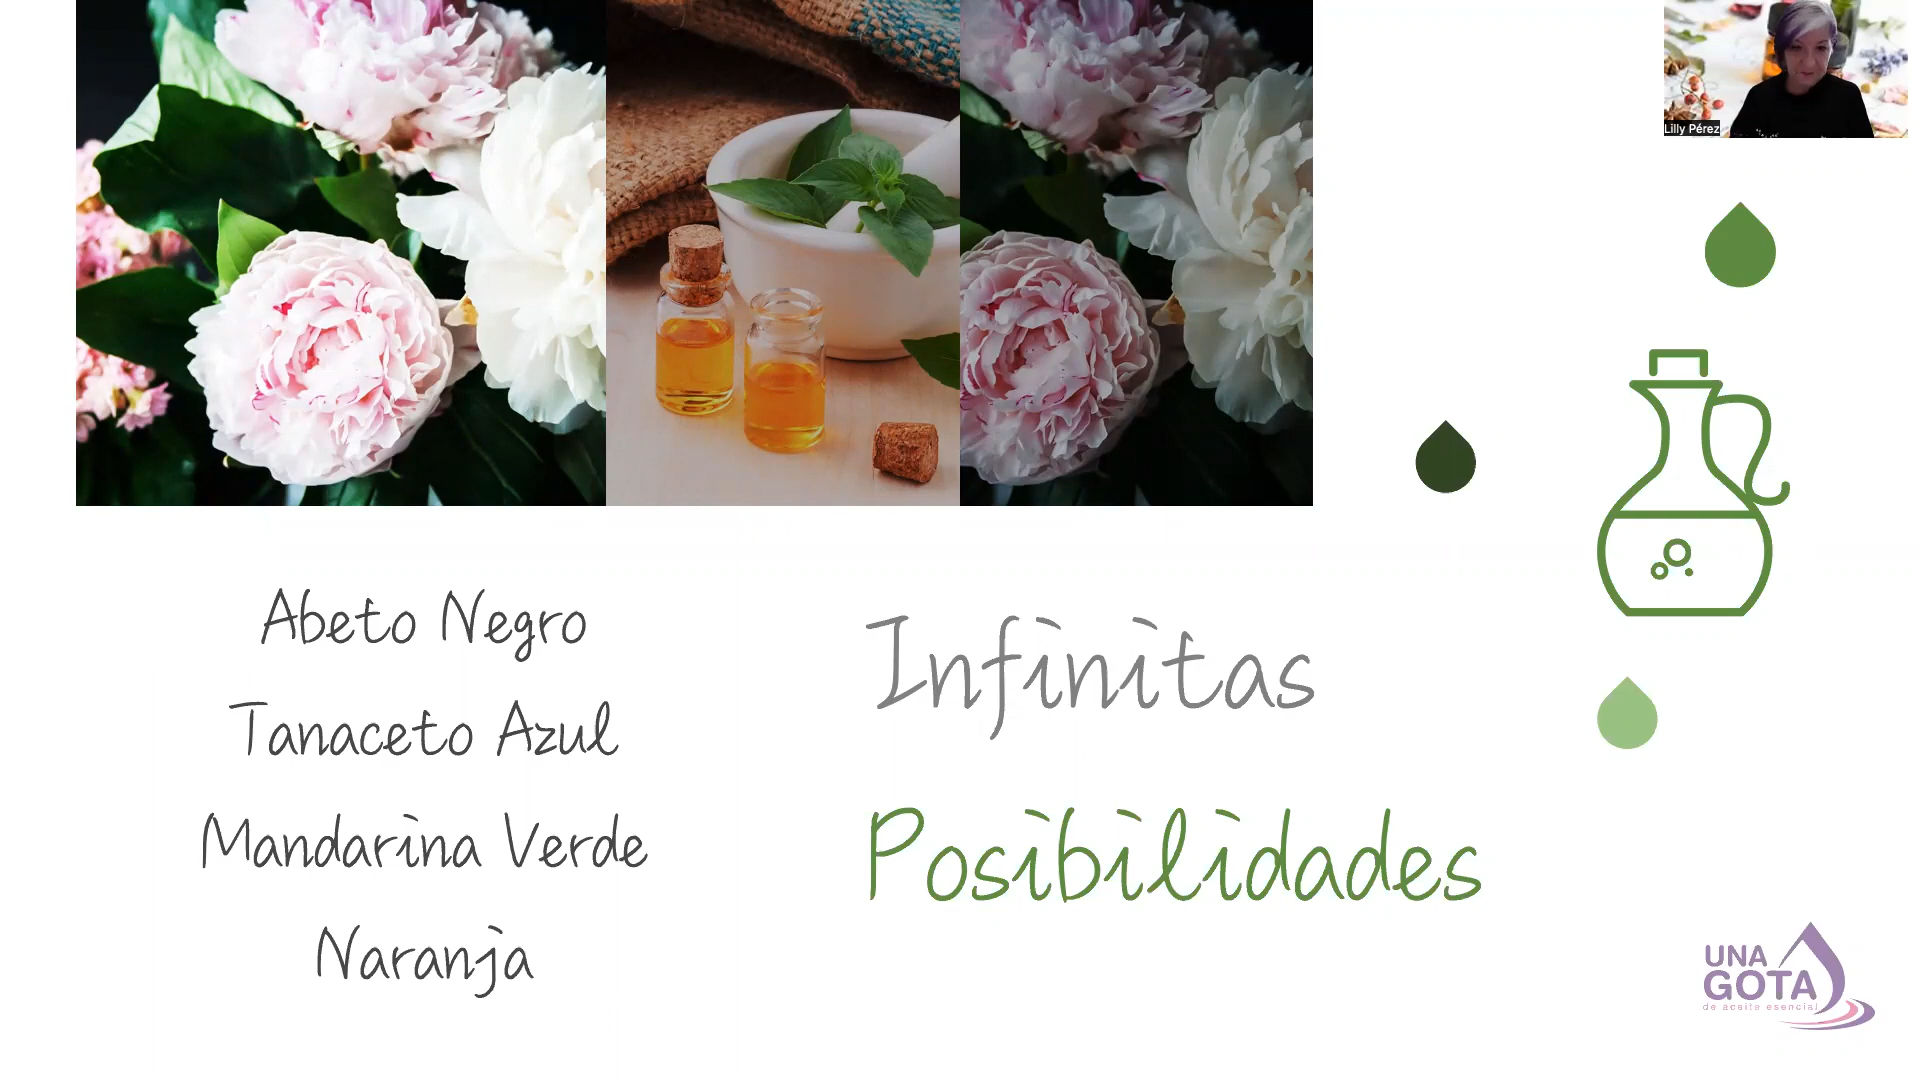 Lilly Pérez
Abeto Negro
Tanaceto Azul
Mandarina Verde
Naranja
Infinitas
Posibilidades
UNA
GOTA
de aceite esencial